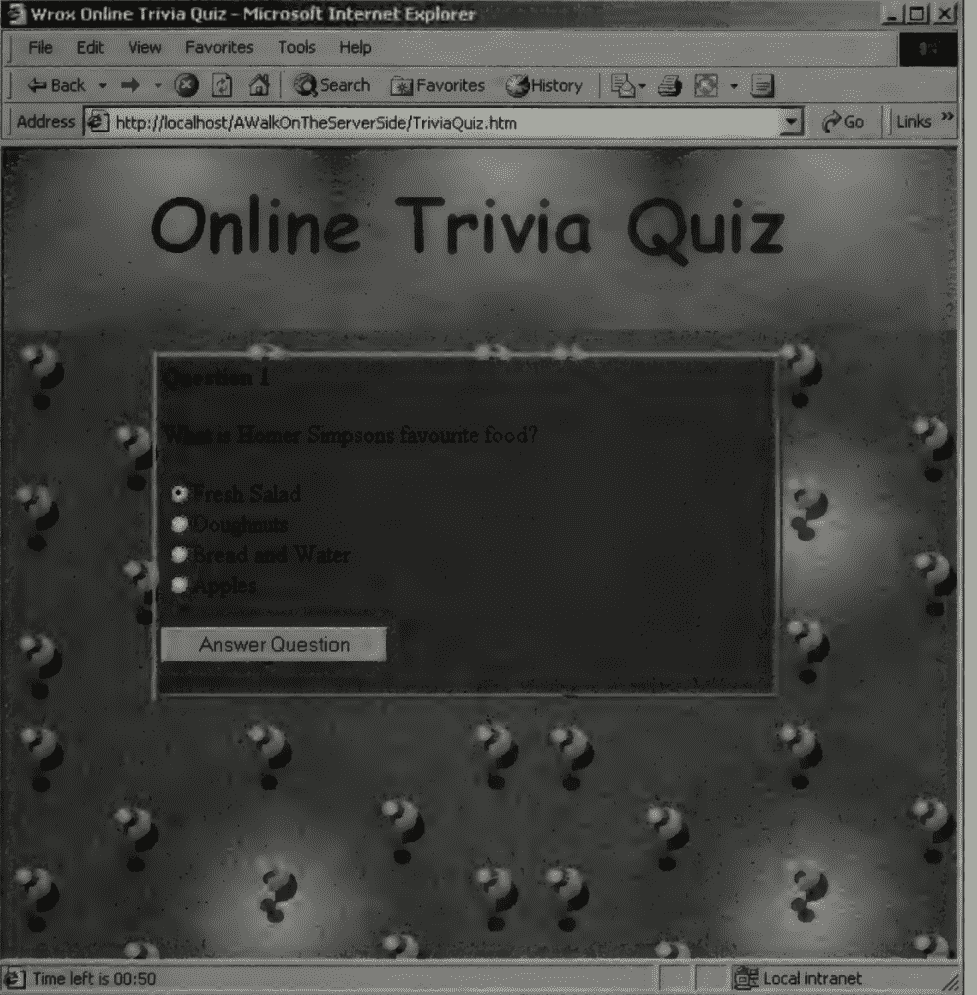 Wrox Online Trivia Quiz - Microsoft Internet Explorer
File Edit View Favorites Tools Help
Back Search Favorites History
Address http://localhost/AWalkOnTheServerSide/TriviaQuiz.htm Go Links »
Online Trivia Quiz
Question 1
What is Homer Simpsons favourite food?
Fresh Salad
Doughnuts
Bread and Water
Apples
Answer Question
Time left is 00:50 Local intranet